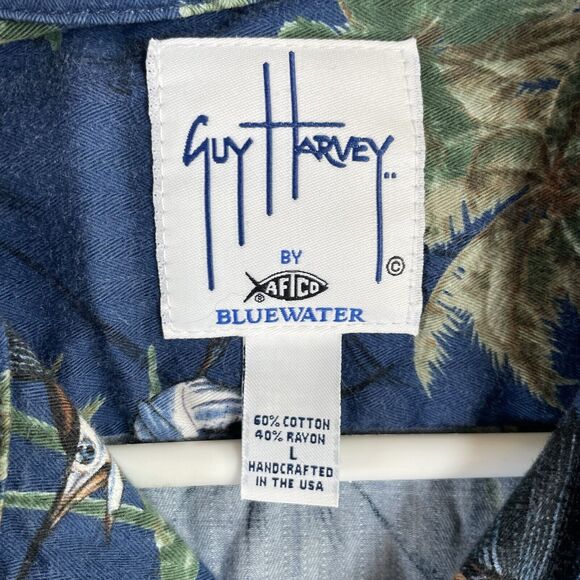 GUY HARVEY..
©
BY
AFTCO
®
BLUEWATER
60% COTTON
40% RAYON
L
HANDCRAFTED
IN THE USA